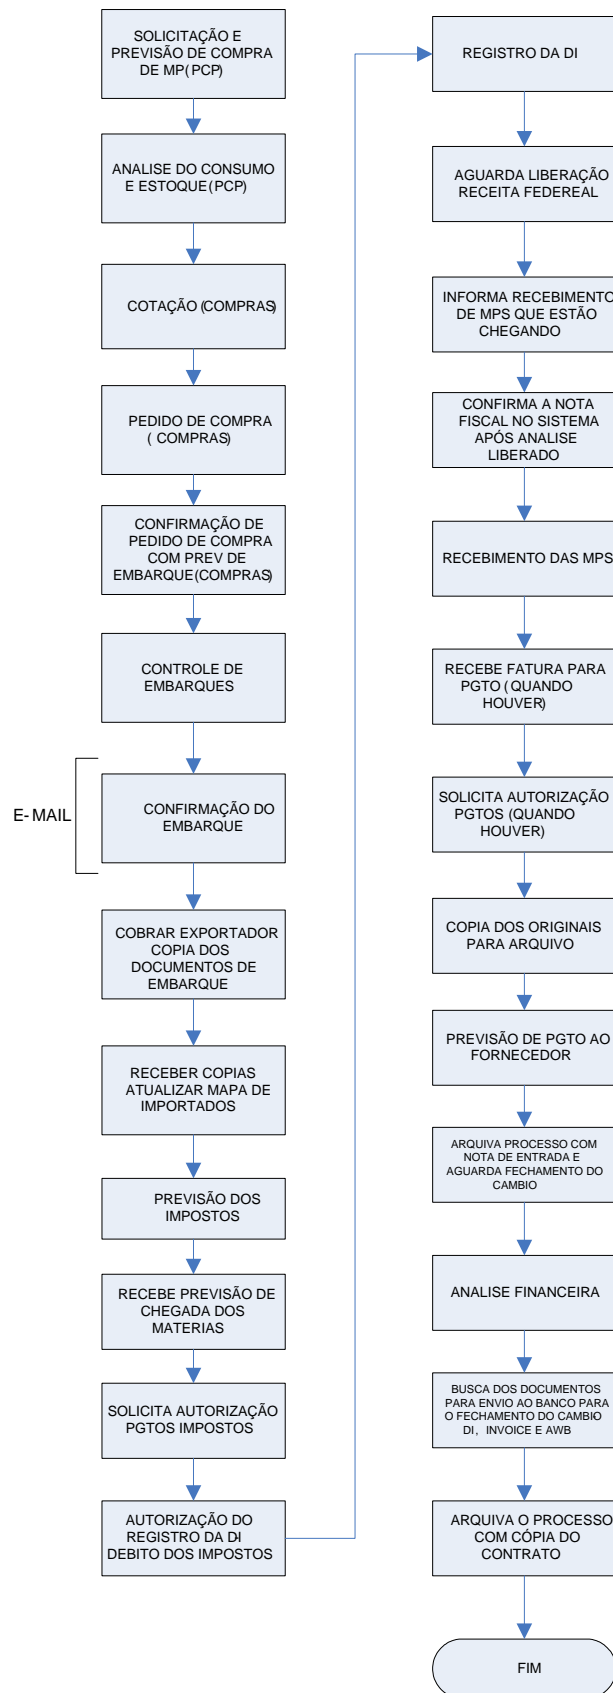 SOLICITAÇÃO E
PREVISÃO DE COMPRA
DE MP(PCP)
ANALISE DO CONSUMO
E ESTOQUE(PCP)
COTAÇÃO (COMPRAS)
PEDIDO DE COMPRA
( COMPRAS)
CONFIRMAÇÃO DE
PEDIDO DE COMPRA
COM PREV DE
EMBARQUE(COMPRAS)
CONTROLE DE
EMBARQUES
E-MAIL
CONFIRMAÇÃO DO
EMBARQUE
COBRAR EXPORTADOR
COPIA DOS
DOCUMENTOS DE
EMBARQUE
RECEBER COPIAS
ATUALIZAR MAPA DE
IMPORTADOS
PREVISÃO DOS
IMPOSTOS
RECEBE PREVISÃO DE
CHEGADA DOS
MATERIAS
SOLICITA AUTORIZAÇÃO
PGTOS IMPOSTOS
AUTORIZAÇÃO DO
REGISTRO DA DI
DEBITO DOS IMPOSTOS
REGISTRO DA DI
AGUARDA LIBERAÇÃO
RECEITA FEDEREAL
INFORMA RECEBIMENTO
DE MPS QUE ESTÃO
CHEGANDO
CONFIRMA A NOTA
FISCAL NO SISTEMA
APÓS ANALISE
LIBERADO
RECEBIMENTO DAS MPS
RECEBE FATURA PARA
PGTO (QUANDO
HOUVER)
SOLICITA AUTORIZAÇÃO
PGTOS (QUANDO
HOUVER)
COPIA DOS ORIGINAIS
PARA ARQUIVO
PREVISÃO DE PGTO AO
FORNECEDOR
ARQUIVA PROCESSO COM
NOTA DE ENTRADA E
AGUARDA FECHAMENTO DO
CAMBIO
ANALISE FINANCEIRA
BUSCA DOS DOCUMENTOS
PARA ENVIO AO BANCO PARA
O FECHAMENTO DO CAMBIO
DI, INVOICE E AWB
ARQUIVA O PROCESSO
COM CÓPIA DO
CONTRATO
FIM